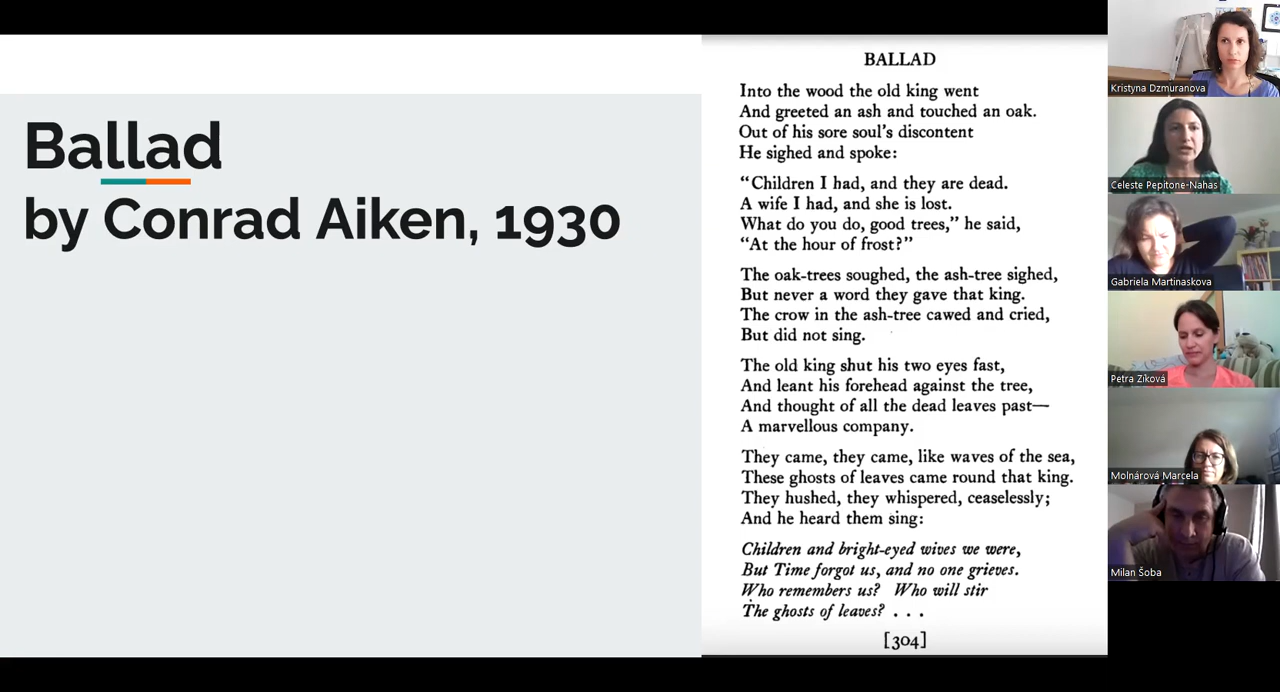 Ballad
by Conrad Aiken, 1930
BALLAD
Into the wood the old king went
And greeted an ash and touched an oak.
Out of his sore soul's discontent
He sighed and spoke:
“Children I had, and they are dead.
A wife I had, and she is lost.
What do you do, good trees,” he said,
“At the hour of frost?”
The oak-trees soughed, the ash-tree sighed,
But never a word they gave that king.
The crow in the ash-tree cawed and cried,
But did not sing.
The old king shut his two eyes fast,
And leant his forehead against the tree,
And thought of all the dead leaves past—
A marvellous company.
They came, they came, like waves of the sea,
These ghosts of leaves came round that king.
They hushed, they whispered, ceaselessly;
And he heard them sing:
Children and bright-eyed wives we were,
But Time forgot us, and no one grieves.
Who remembers us? Who will stir
The ghosts of leaves? . . .
[304]
Kristyna Dzmuranova
Celeste Pepitone-Nahas
Gabriela Martinaskova
Petra Zíková
Molnárová Marcela
Milan Šoba